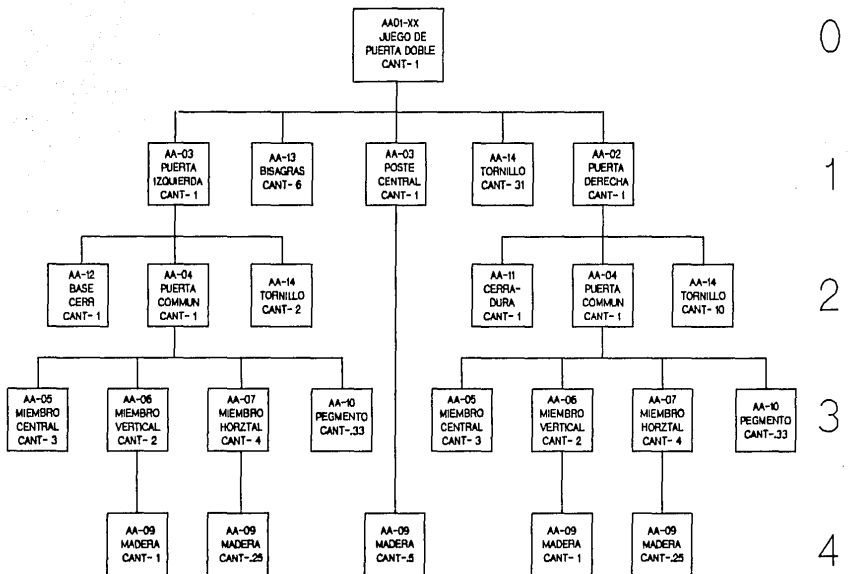 AA01-XX
JUEGO DE
PUERTA DOBLE
CANT- 1
0
AA-03
PUERTA
IZQUIERDA
CANT- 1
AA-13
BISAGRAS
CANT- 6
AA-03
POSTE
CENTRAL
CANT- 1
AA-14
TORNILLO
CANT- 31
AA-02
PUERTA
DERECHA
CANT- 1
1
AA-12
BASE
CERR
CANT- 1
AA-04
PUERTA
COMMUN
CANT- 1
AA-14
TORNILLO
CANT- 2
AA-11
CERRA-
DURA
CANT- 1
AA-04
PUERTA
COMMUN
CANT- 1
AA-14
TORNILLO
CANT- 10
2
AA-05
MIEMBRO
CENTRAL
CANT- 3
AA-06
MIEMBRO
VERTICAL
CANT- 2
AA-07
MIEMBRO
HORZTAL
CANT- 4
AA-10
PEGMENTO
CANT-.33
AA-05
MIEMBRO
CENTRAL
CANT- 3
AA-06
MIEMBRO
VERTICAL
CANT- 2
AA-07
MIEMBRO
HORZTAL
CANT- 4
AA-10
PEGMENTO
CANT-.33
3
AA-09
MADERA
CANT- 1
AA-09
MADERA
CANT-.25
AA-09
MADERA
CANT-.5
AA-09
MADERA
CANT- 1
AA-09
MADERA
CANT-.25
4